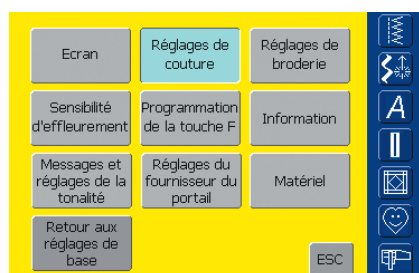 Ecran
Réglages de
couture
Réglages de
broderie
Sensibilité
d'effleurement
Programmation
de la touche F
Information
Messages et
réglages de la
tonalité
Réglages du
fournisseur du
portail
Matériel
Retour aux
réglages de
base
ESC
A